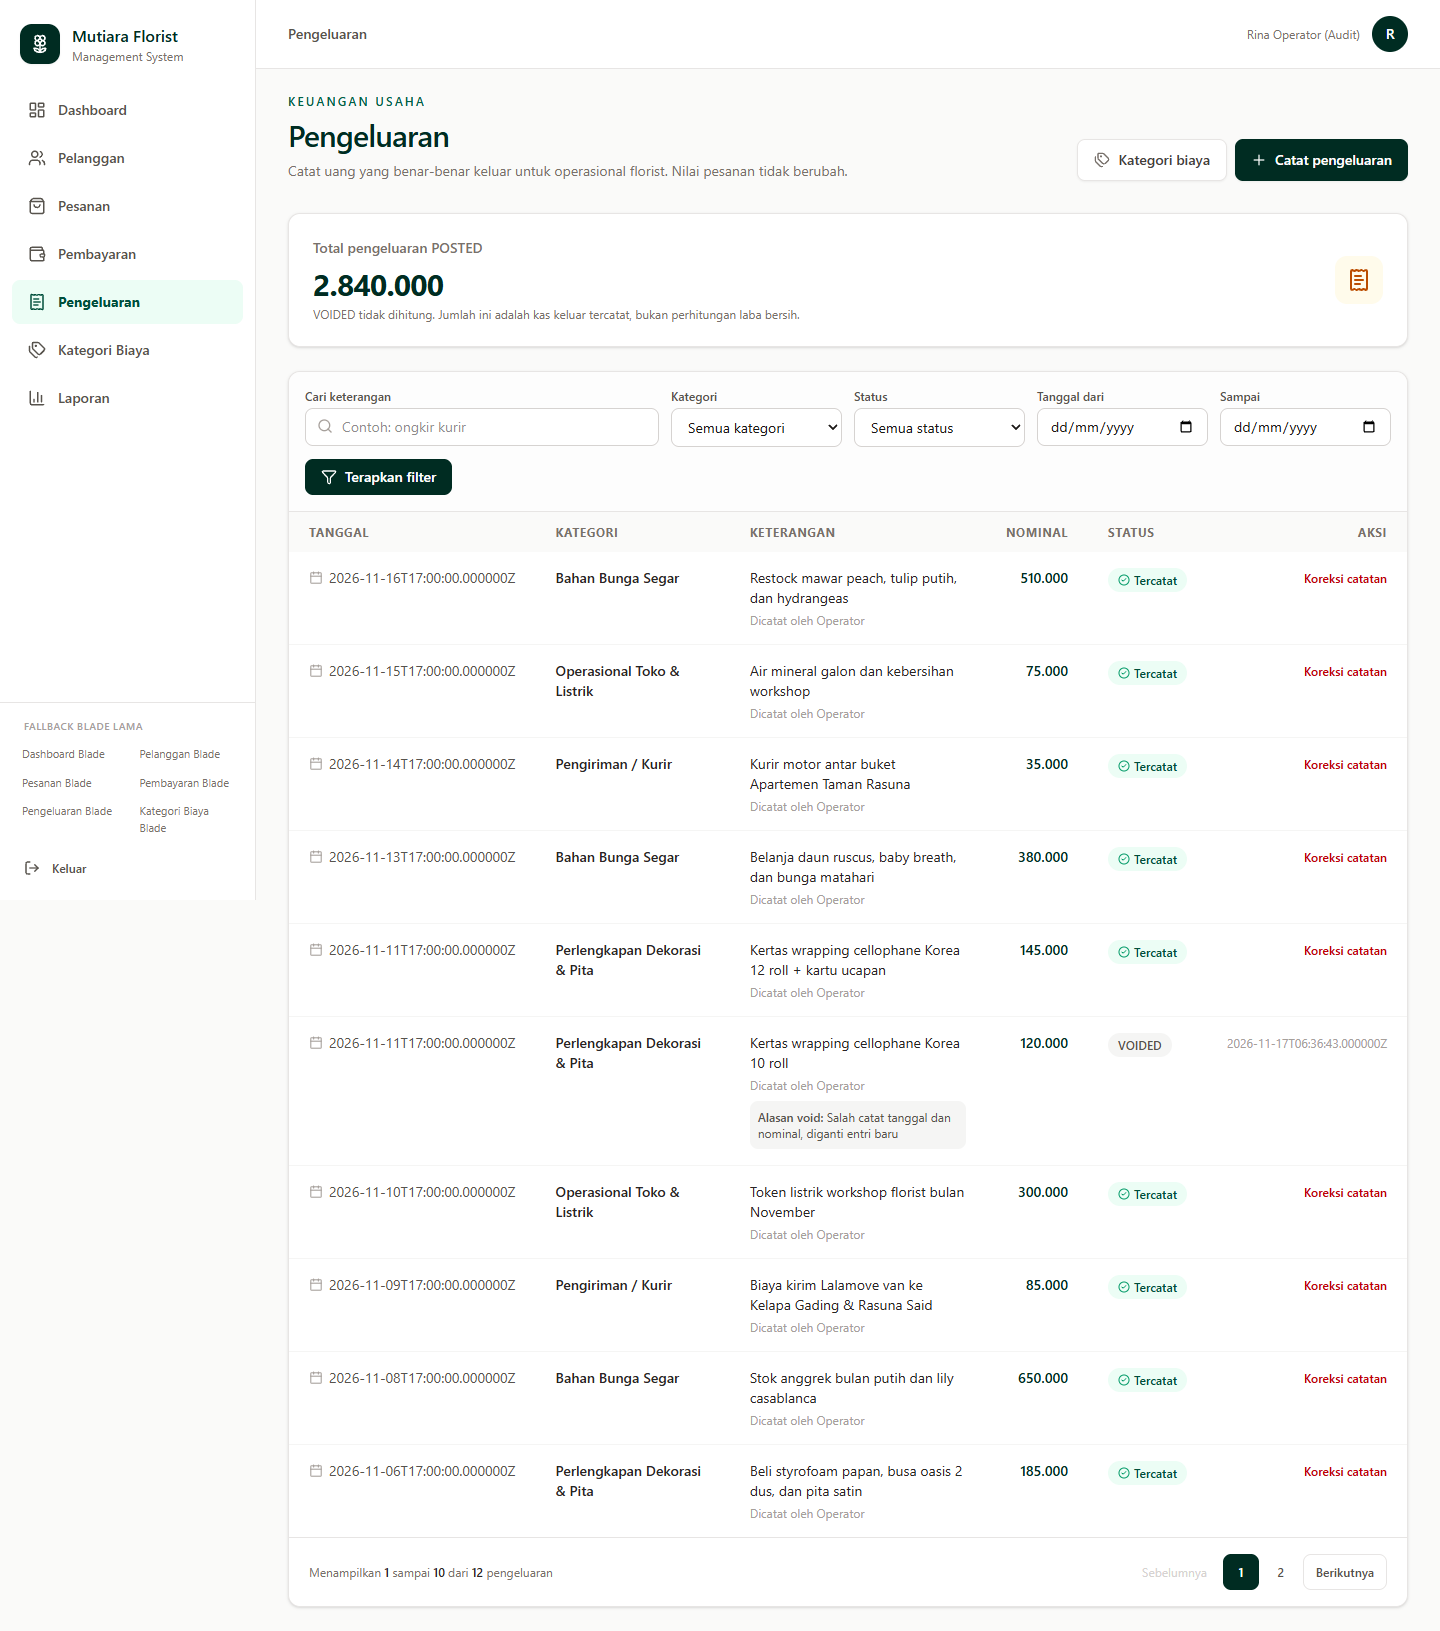 Mutiara Florist
Management System
Dashboard
Pelanggan
Pesanan
Pembayaran
Pengeluaran
Kategori Biaya
Laporan
FALLBACK BLADE LAMA
Dashboard Blade
Pelanggan Blade
Pesanan Blade
Pembayaran Blade
Pengeluaran Blade
Kategori Biaya
Blade
Keluar
Pengeluaran
Rina Operator (Audit)
R
KEUANGAN USAHA
Pengeluaran
Catat uang yang benar-benar keluar untuk operasional florist. Nilai pesanan tidak berubah.
Kategori biaya
Catat pengeluaran
Total pengeluaran POSTED
2.840.000
VOIDED tidak dihitung. Jumlah ini adalah kas keluar tercatat, bukan perhitungan laba bersih.
Cari keterangan
Contoh: ongkir kurir
Kategori
Semua kategori
Status
Semua status
Tanggal dari
dd/mm/yyyy
Sampai
dd/mm/yyyy
Terapkan filter
TANGGAL KATEGORI KETERANGAN NOMINAL STATUS AKSI
2026-11-16T17:00:00.000000Z Bahan Bunga Segar Restock mawar peach, tulip putih, 510.000 Tercatat Koreksi catatan
dan hydrangeas
Dicatat oleh Operator
2026-11-15T17:00:00.000000Z Operasional Toko & Air mineral galon dan kebersihan 75.000 Tercatat Koreksi catatan
Listrik workshop
Dicatat oleh Operator
2026-11-14T17:00:00.000000Z Pengiriman / Kurir Kurir motor antar buket 35.000 Tercatat Koreksi catatan
Apartemen Taman Rasuna
Dicatat oleh Operator
2026-11-13T17:00:00.000000Z Bahan Bunga Segar Belanja daun ruscus, baby breath, 380.000 Tercatat Koreksi catatan
dan bunga matahari
Dicatat oleh Operator
2026-11-11T17:00:00.000000Z Perlengkapan Dekorasi Kertas wrapping cellophane Korea 145.000 Tercatat Koreksi catatan
& Pita 12 roll + kartu ucapan
Dicatat oleh Operator
2026-11-11T17:00:00.000000Z Perlengkapan Dekorasi Kertas wrapping cellophane Korea 120.000 VOIDED 2026-11-17T06:36:43.000000Z
& Pita 10 roll
Dicatat oleh Operator
Alasan void: Salah catat tanggal dan
nominal, diganti entri baru
2026-11-10T17:00:00.000000Z Operasional Toko & Token listrik workshop florist bulan 300.000 Tercatat Koreksi catatan
Listrik November
Dicatat oleh Operator
2026-11-09T17:00:00.000000Z Pengiriman / Kurir Biaya kirim Lalamove van ke 85.000 Tercatat Koreksi catatan
Kelapa Gading & Rasuna Said
Dicatat oleh Operator
2026-11-08T17:00:00.000000Z Bahan Bunga Segar Stok anggrek bulan putih dan lily 650.000 Tercatat Koreksi catatan
casablanca
Dicatat oleh Operator
2026-11-06T17:00:00.000000Z Perlengkapan Dekorasi Beli styrofoam papan, busa oasis 2 185.000 Tercatat Koreksi catatan
& Pita dus, dan pita satin
Dicatat oleh Operator
Menampilkan 1 sampai 10 dari 12 pengeluaran
Sebelumnya 1 2 Berikutnya